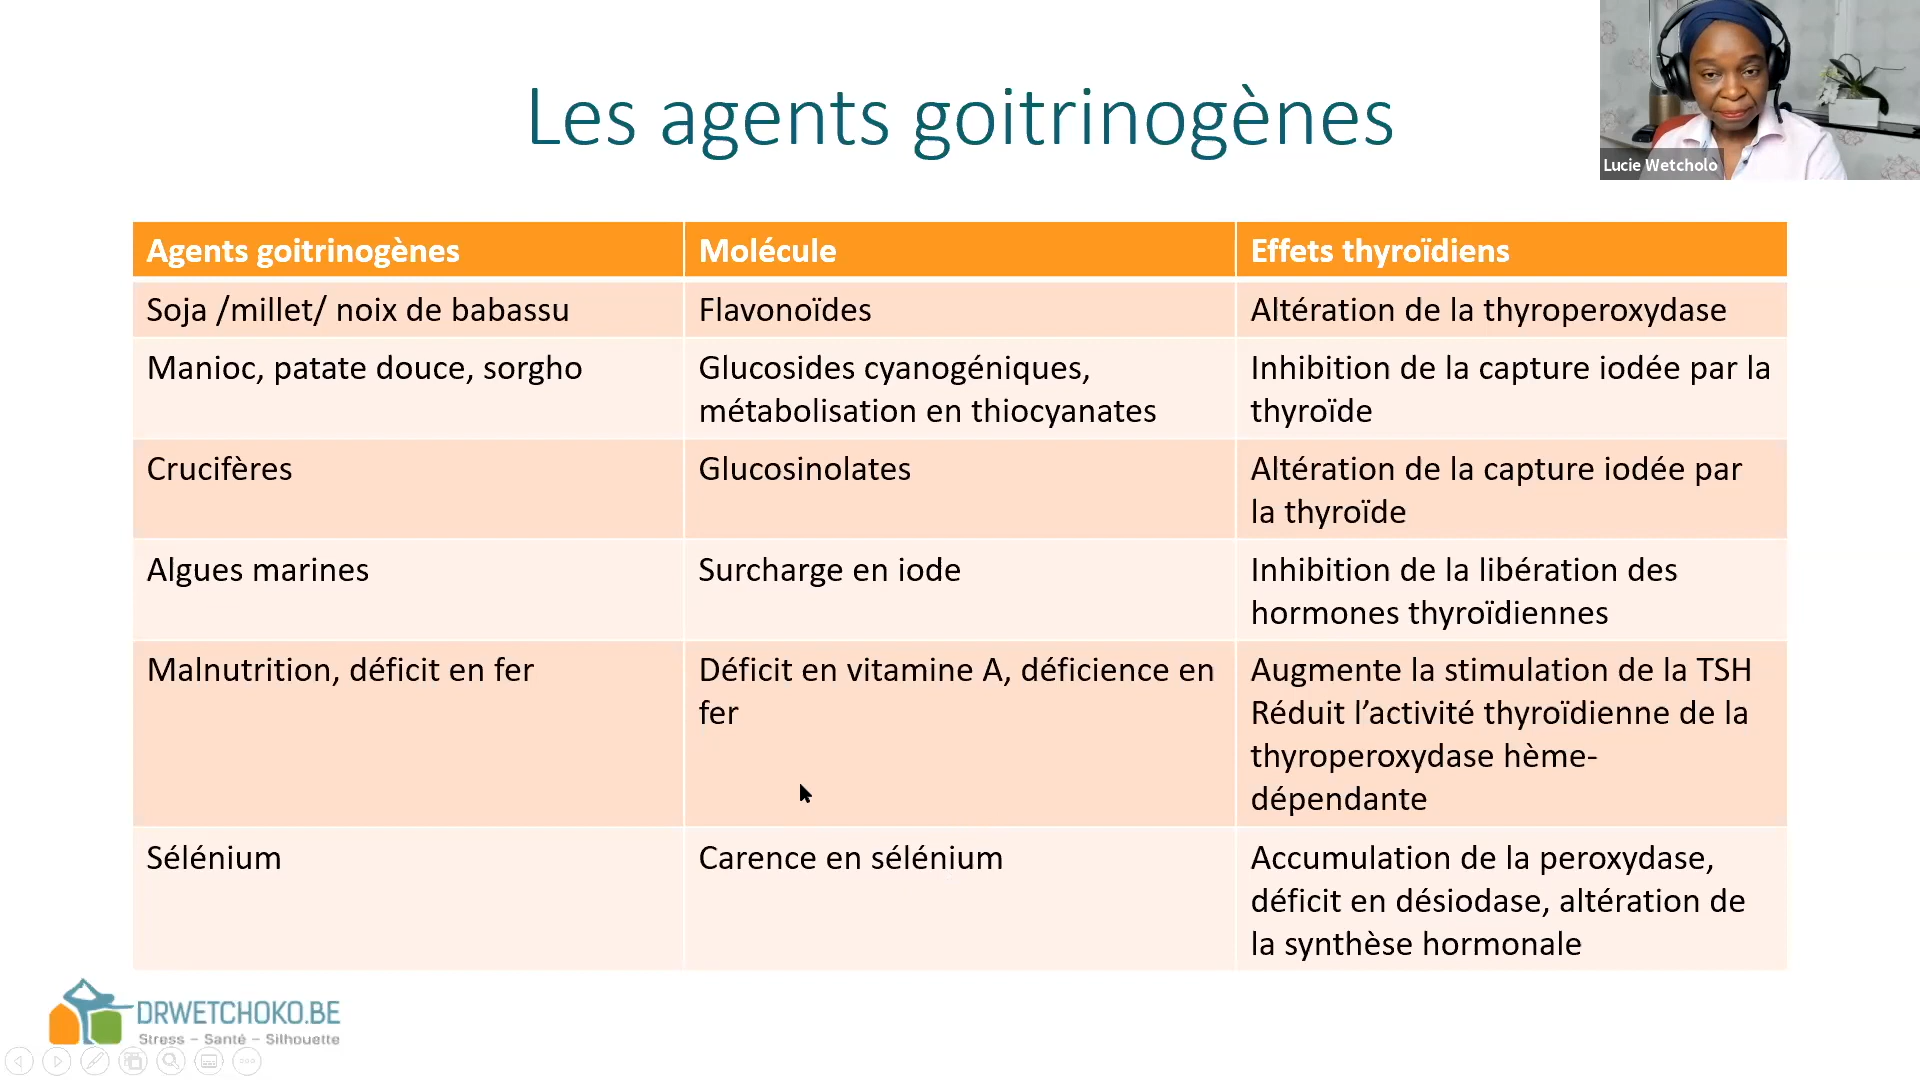 Les agents goitrinogènes
Lucie Wetcholo
Agents goitrinogènes
Molécule
Effets thyroïdiens
Soja /millet/ noix de babassu
Flavonoïdes
Altération de la thyroperoxydase
Manioc, patate douce, sorgho
Glucosides cyanogéniques,
métabolisation en thiocyanates
Inhibition de la capture iodée par la
thyroïde
Crucifères
Glucosinolates
Altération de la capture iodée par
la thyroïde
Algues marines
Surcharge en iode
Inhibition de la libération des
hormones thyroïdiennes
Malnutrition, déficit en fer
Déficit en vitamine A, déficience en
fer
Augmente la stimulation de la TSH
Réduit l’activité thyroïdienne de la
thyroperoxydase hème-
dépendante
Sélénium
Carence en sélénium
Accumulation de la peroxydase,
déficit en désiodase, altération de
la synthèse hormonale
DRWETCHOKO.BE
Stress – Santé – Silhouette